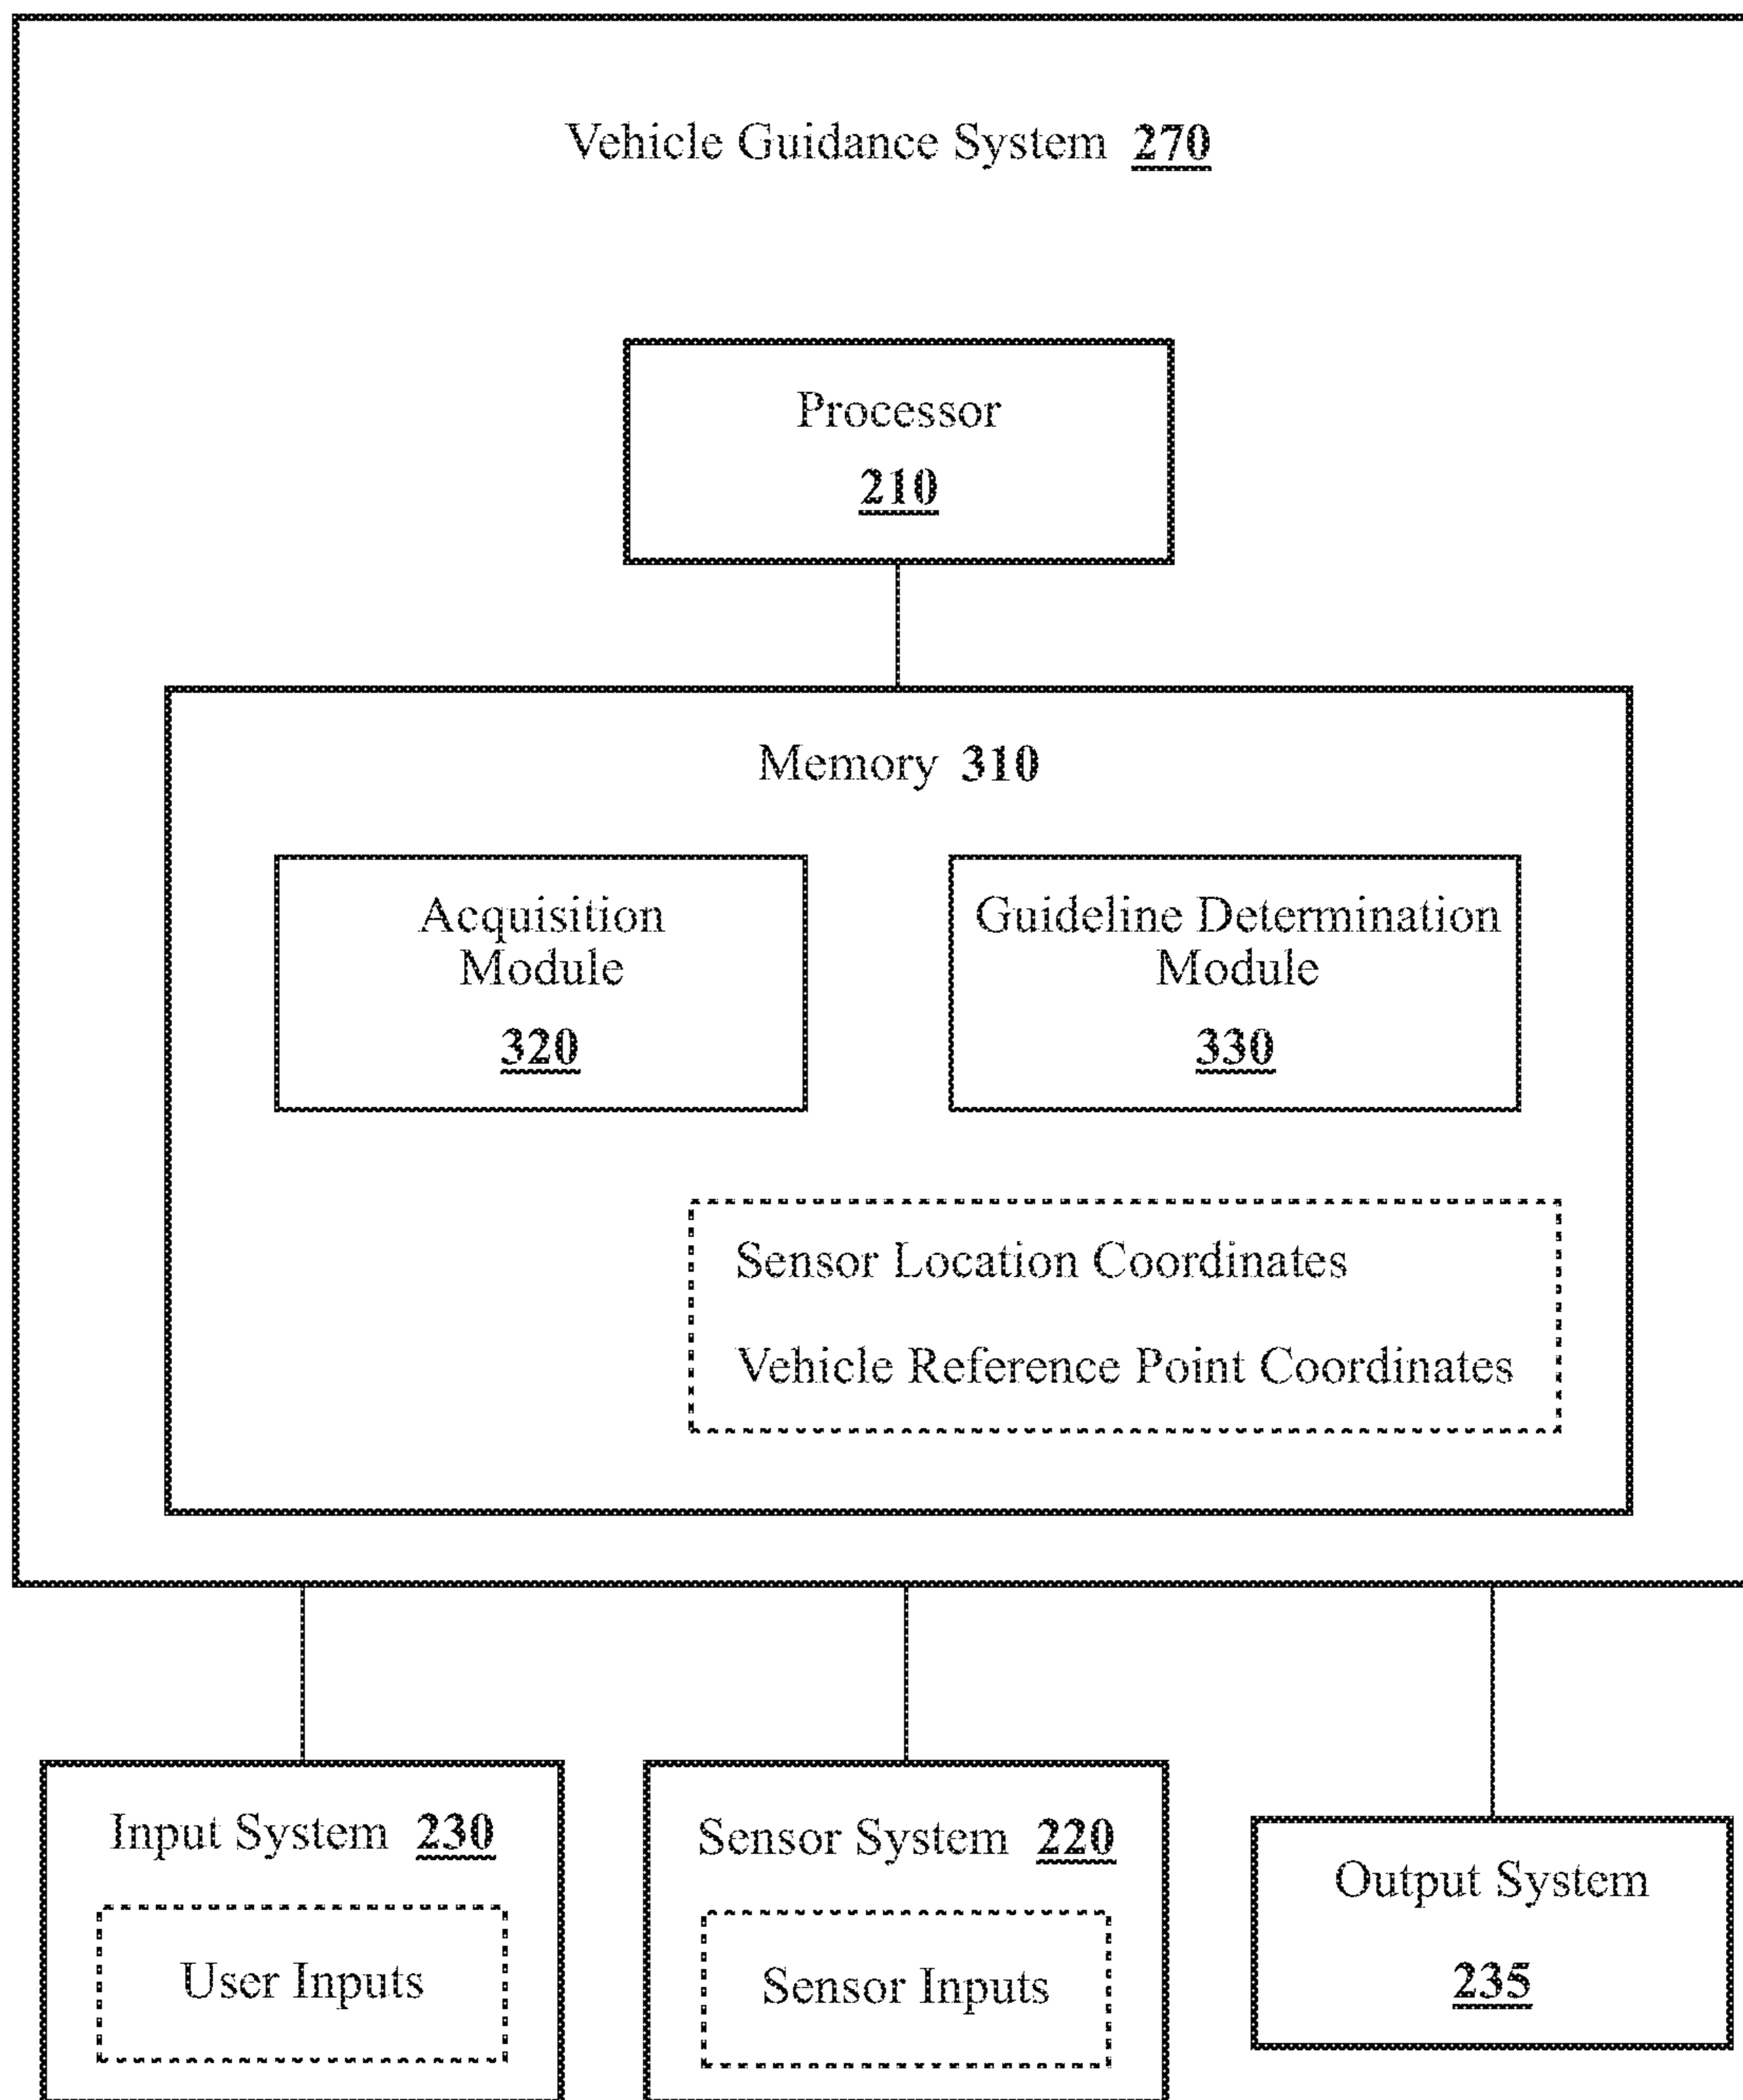 Vehicle Guidance System 270
Processor
210
Memory 310
Acquisition
Module
320
Guideline Determination
Module
330
Sensor Location Coordinates
Vehicle Reference Point Coordinates
Input System 230
User Inputs
Sensor System 220
Sensor Inputs
Output System
235